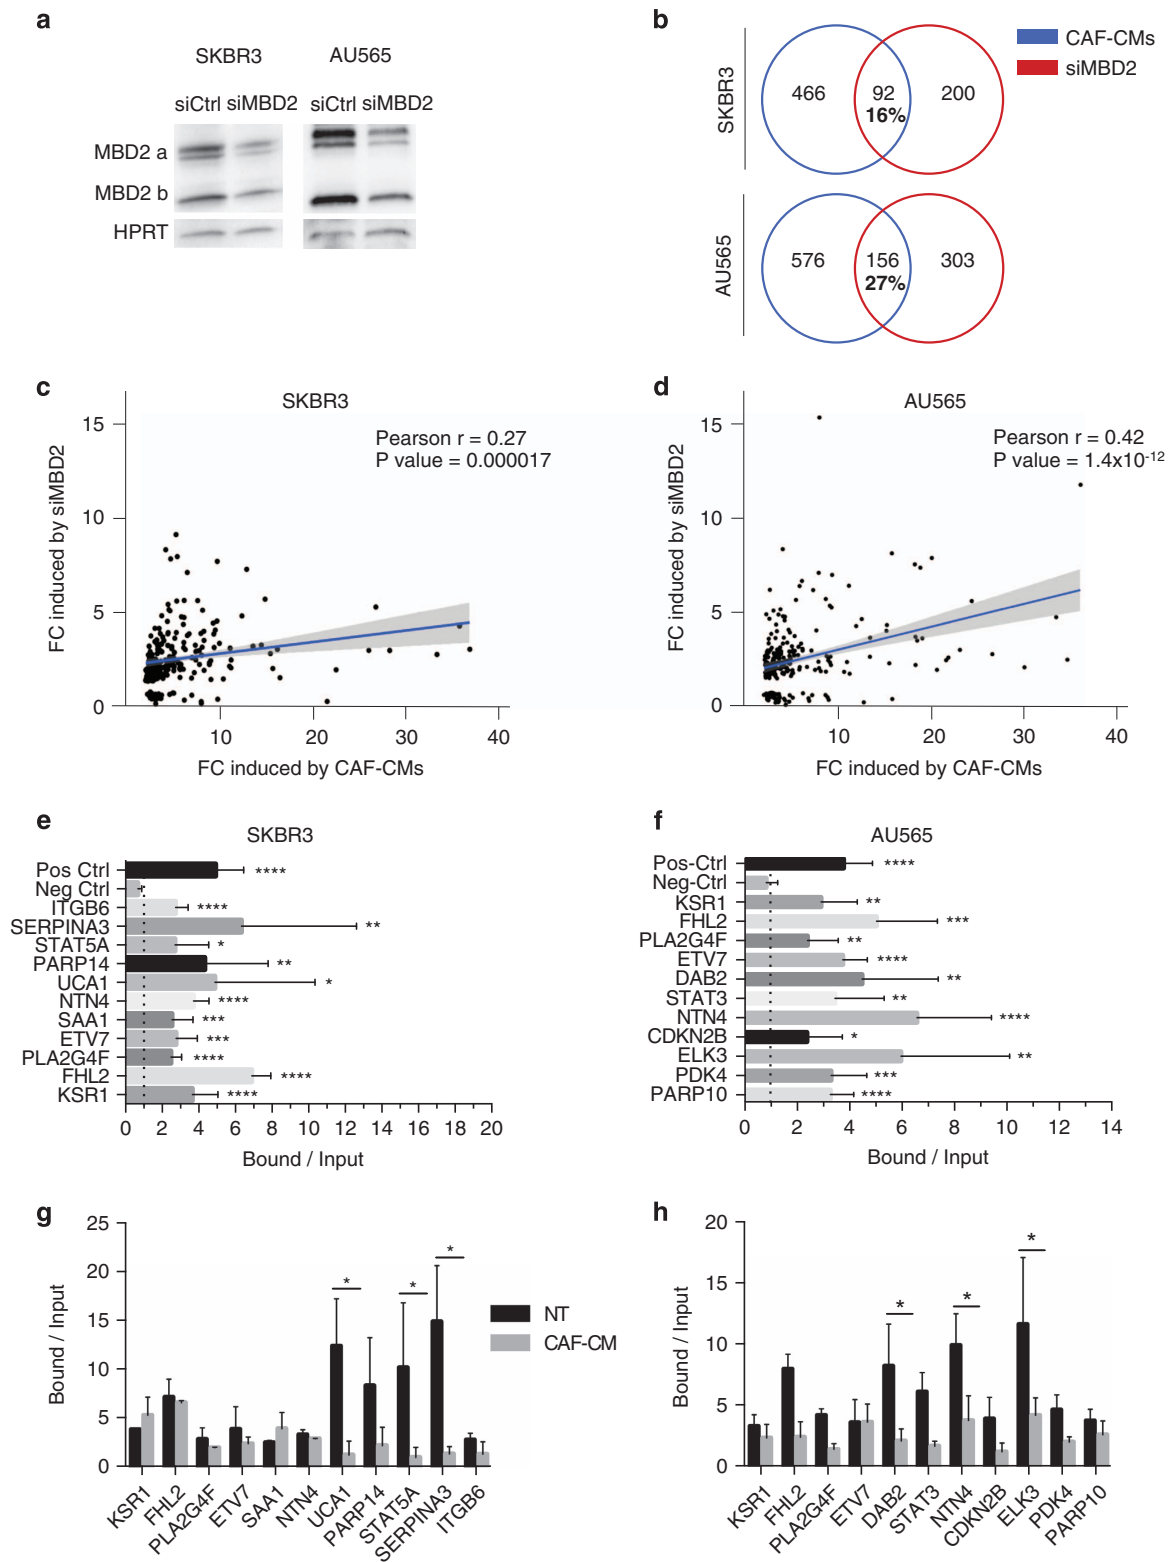 a
SKBR3 AU565
siCtrl siMBD2 siCtrl siMBD2
MBD2 a
MBD2 b
HPRT
b
CAF-CMs
siMBD2
SKBR3
466 92 200
16%
AU565
576 156 303
27%
c
SKBR3
Pearson r = 0.27
P value = 0.000017
FC induced by siMBD2
15
10
5
0
10 20 30 40
FC induced by CAF-CMs
d
AU565
Pearson r = 0.42
P value = 1.4x10-12
FC induced by siMBD2
15
10
5
0
10 20 30 40
FC induced by CAF-CMs
e
SKBR3
Pos Ctrl ****
Neg Ctrl
ITGB6 ****
SERPINA3 **
STAT5A *
PARP14 **
UCA1 *
NTN4 ****
SAA1 ***
ETV7 ***
PLA2G4F ****
FHL2 ****
KSR1 ****
0 2 4 6 8 10 12 14 16 18 20
Bound / Input
f
AU565
Pos-Ctrl ****
Neg-Ctrl
KSR1 **
FHL2 ***
PLA2G4F **
ETV7 ****
DAB2 **
STAT3 **
NTN4 ****
CDKN2B *
ELK3 **
PDK4 ***
PARP10 ****
0 2 4 6 8 10 12 14
Bound / Input
g
Bound / Input
25
20
15
10
5
0
* * *
NT
CAF-CM
KSR1 FHL2 PLA2G4F ETV7 SAA1 NTN4 UCA1 PARP14 STAT5A SERPINA3 ITGB6
h
Bound / Input
20
15
10
5
0
* * *
KSR1 FHL2 PLA2G4F ETV7 DAB2 STAT3 NTN4 CDKN2B ELK3 PDK4 PARP10